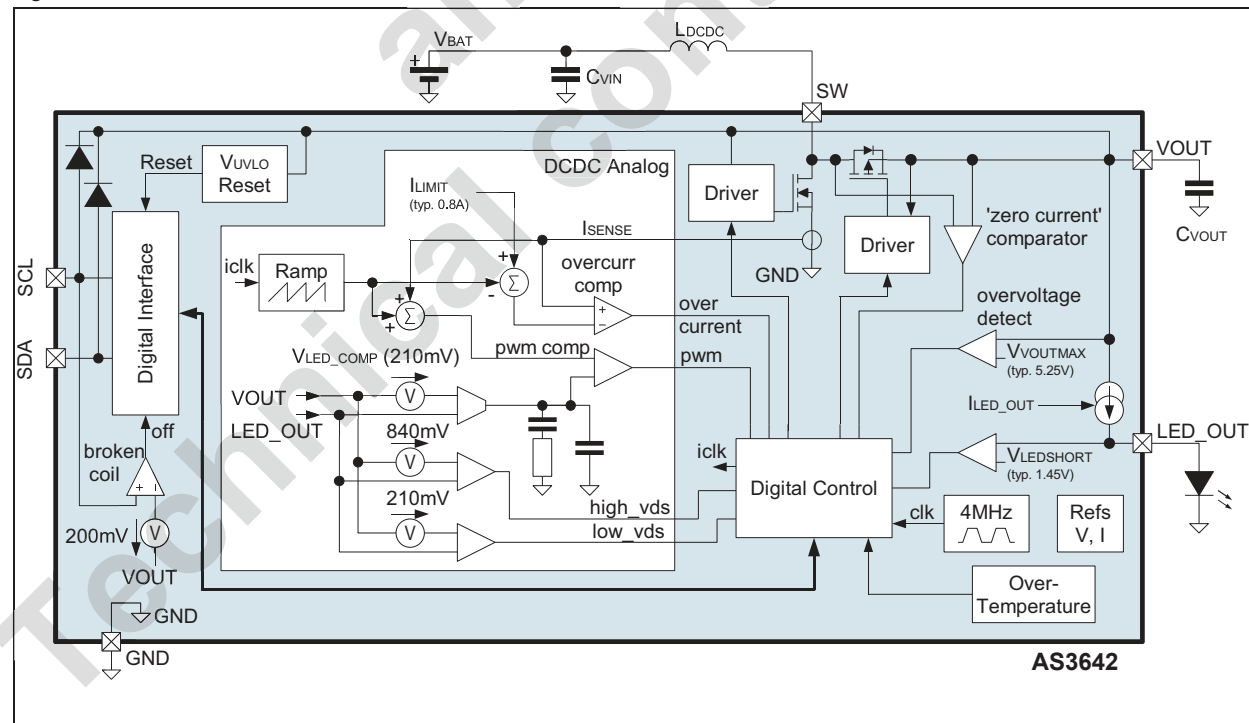 VBAT
LDCDC
CVIN
SW
VOUT
CVOUT
Reset
VUVLO
Reset
DCDC Analog
ILIMIT
(typ. 0.8A)
Driver
Driver
'zero current'
comparator
ISENSE
GND
SCL
SDA
Digital Interface
iclk
Ramp
+
Σ
-
+
+
Σ
overcurr
comp
+
−
over
current
overvoltage
detect
VVOUTMAX
(typ. 5.25V)
VLED_COMP (210mV)
pwm comp
pwm
VOUT
LED_OUT
V
840mV
V
210mV
V
ILED_OUT
LED_OUT
VLEDSHORT
(typ. 1.45V)
off
broken
coil
+ −
200mV
V
VOUT
iclk
Digital Control
high_vds
low_vds
clk
4MHz
Refs
V, I
Over-
Temperature
GND
GND
AS3642
Technical